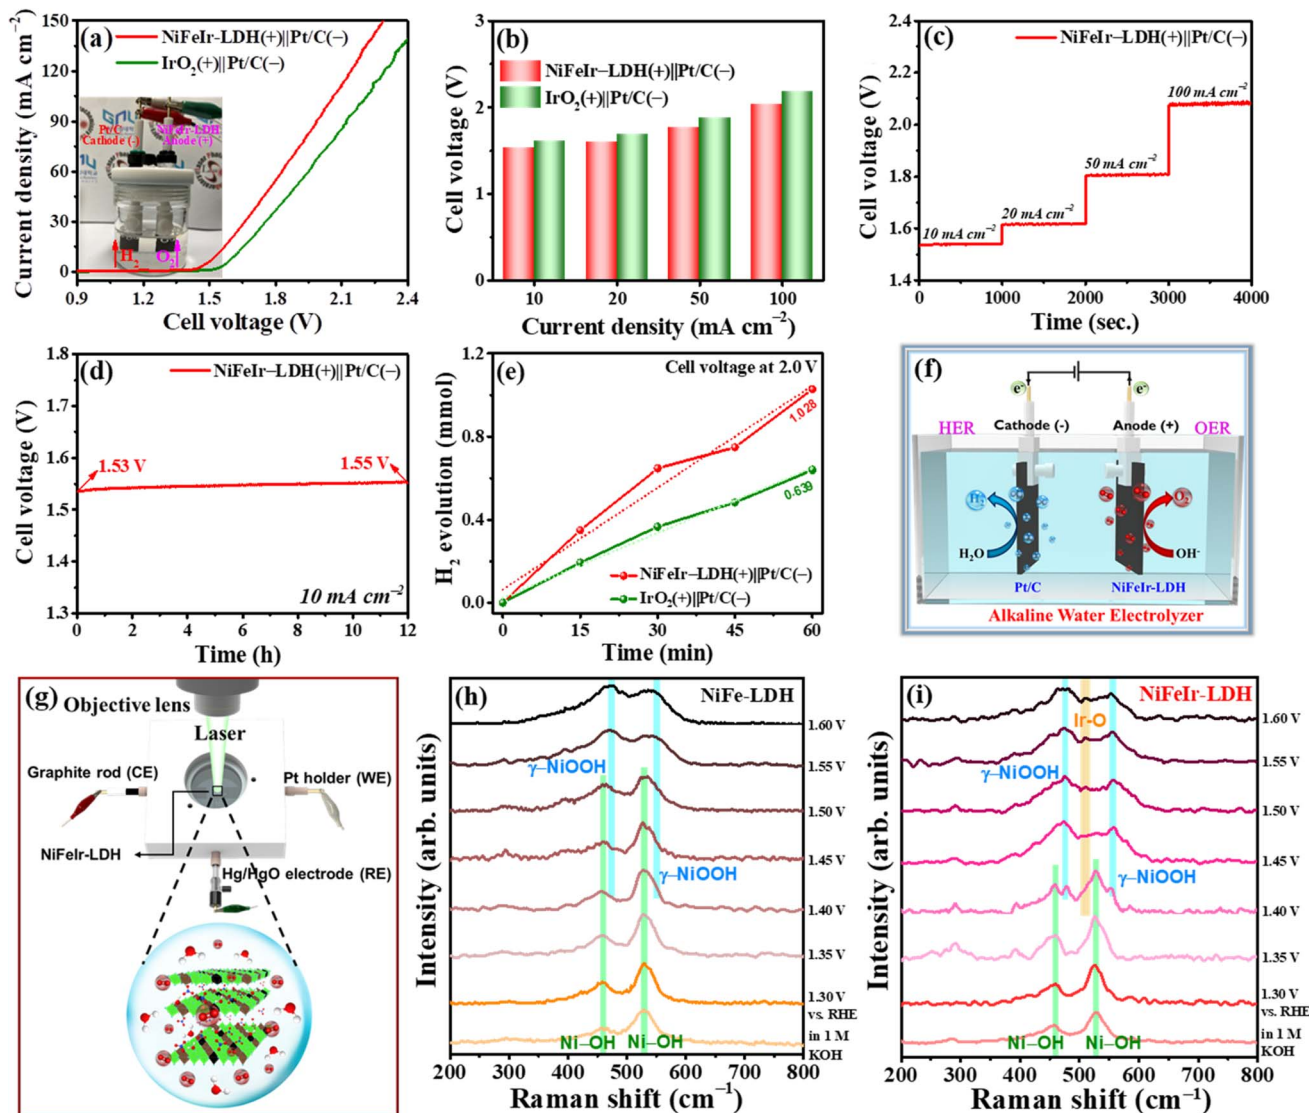 (a)
NiFeIr-LDH(+)||Pt/C(−)
IrO₂(+)||Pt/C(−)
Pt/C
Cathode (-)
NiFeIr-LDH
Anode (+)
H₂
O₂
Current density (mA cm⁻²)
150
120
90
60
30
0
0.9
1.2
1.5
1.8
2.1
2.4
Cell voltage (V)
(b)
NiFeIr–LDH(+)||Pt/C(−)
IrO₂(+)||Pt/C(−)
Cell voltage (V)
3
2
1
0
10
20
50
100
Current density (mA cm⁻²)
(c)
NiFeIr–LDH(+)||Pt/C(−)
Cell voltage (V)
2.4
2.2
2.0
1.8
1.6
1.4
10 mA cm⁻²
20 mA cm⁻²
50 mA cm⁻²
100 mA cm⁻²
0
1000
2000
3000
4000
Time (sec.)
(d)
NiFeIr–LDH(+)||Pt/C(−)
Cell voltage (V)
1.8
1.7
1.6
1.5
1.4
1.3
1.53 V
1.55 V
10 mA cm⁻²
0
2
4
6
8
10
12
Time (h)
(e)
Cell voltage at 2.0 V
H₂ evolution (mmol)
1.2
0.8
0.4
0.0
1.028
0.639
NiFeIr–LDH(+)||Pt/C(−)
IrO₂(+)||Pt/C(−)
0
15
30
45
60
Time (min)
(f)
e⁻
e⁻
HER
Cathode (-)
Anode (+)
OER
H₂
O₂
H₂O
OH⁻
Pt/C
NiFeIr-LDH
Alkaline Water Electrolyzer
(g)
Objective lens
Laser
Graphite rod (CE)
Pt holder (WE)
NiFeIr-LDH
Hg/HgO electrode (RE)
(h)
NiFe-LDH
Intensity (arb. units)
γ–NiOOH
γ–NiOOH
Ni–OH
Ni–OH
1.60 V
1.55 V
1.50 V
1.45 V
1.40 V
1.35 V
1.30 V
vs. RHE
in 1 M
KOH
200
300
400
500
600
700
800
Raman shift (cm⁻¹)
(i)
NiFeIr-LDH
Intensity (arb. units)
Ir-O
γ–NiOOH
γ–NiOOH
Ni–OH
Ni–OH
1.60 V
1.55 V
1.50 V
1.45 V
1.40 V
1.35 V
1.30 V
vs. RHE
in 1 M
KOH
200
300
400
500
600
700
800
Raman shift (cm⁻¹)